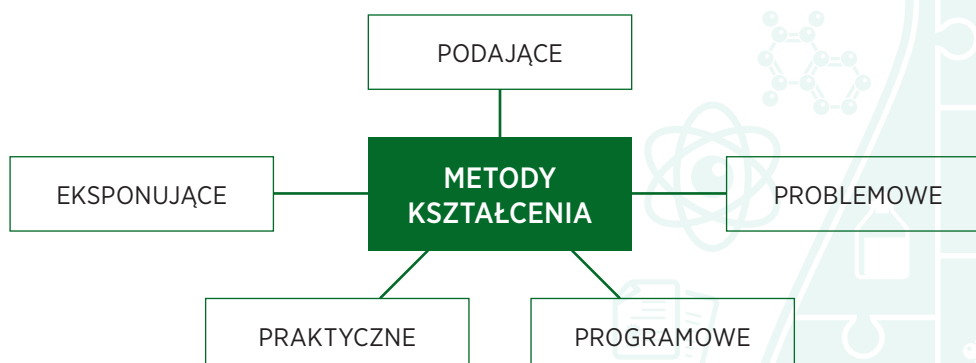 PODAJĄCE
METODY
KSZTAŁCENIA
EKSPONUJĄCE
PROBLEMOWE
PRAKTYCZNE
PROGRAMOWE